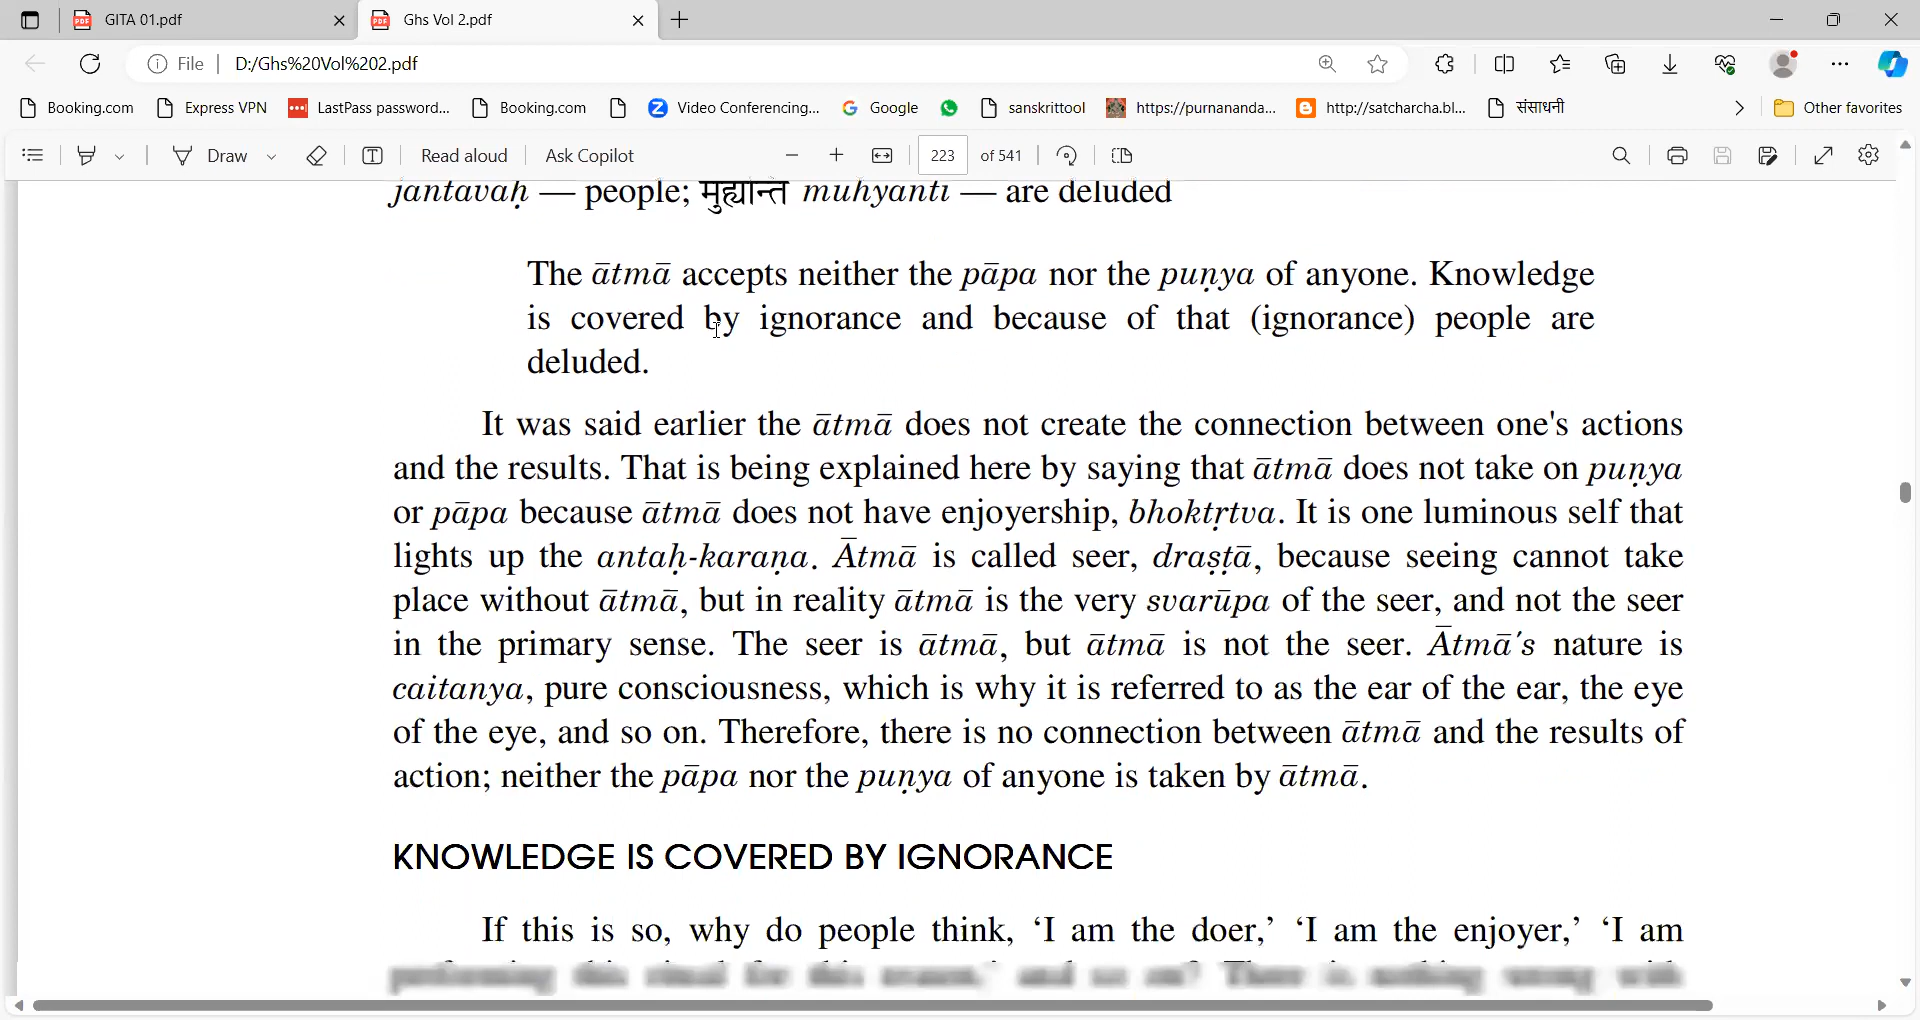 GITA 01.pdf
Ghs Vol 2.pdf
File
D:/Ghs%20Vol%202.pdf
Booking.com
Express VPN
LastPass password...
Booking.com
Video Conferencing...
Google
sanskrittool
https://purnananda...
http://satcharcha.bl...
संसाधनी
Other favorites
Draw
Read aloud
Ask Copilot
223 of 541
jantavaḥ — people; मुह्यन्ति muhyanti — are deluded
The ātmā accepts neither the pāpa nor the puṇya of anyone. Knowledge
is covered by ignorance and because of that (ignorance) people are
deluded.
It was said earlier the ātmā does not create the connection between one's actions
and the results. That is being explained here by saying that ātmā does not take on puṇya
or pāpa because ātmā does not have enjoyership, bhoktṛtva. It is one luminous self that
lights up the antaḥ-karaṇa. Ātmā is called seer, draṣṭā, because seeing cannot take
place without ātmā, but in reality ātmā is the very svarūpa of the seer, and not the seer
in the primary sense. The seer is ātmā, but ātmā is not the seer. Ātmā's nature is
caitanya, pure consciousness, which is why it is referred to as the ear of the ear, the eye
of the eye, and so on. Therefore, there is no connection between ātmā and the results of
action; neither the pāpa nor the puṇya of anyone is taken by ātmā.
KNOWLEDGE IS COVERED BY IGNORANCE
If this is so, why do people think, ‘I am the doer,’ ‘I am the enjoyer,’ ‘I am